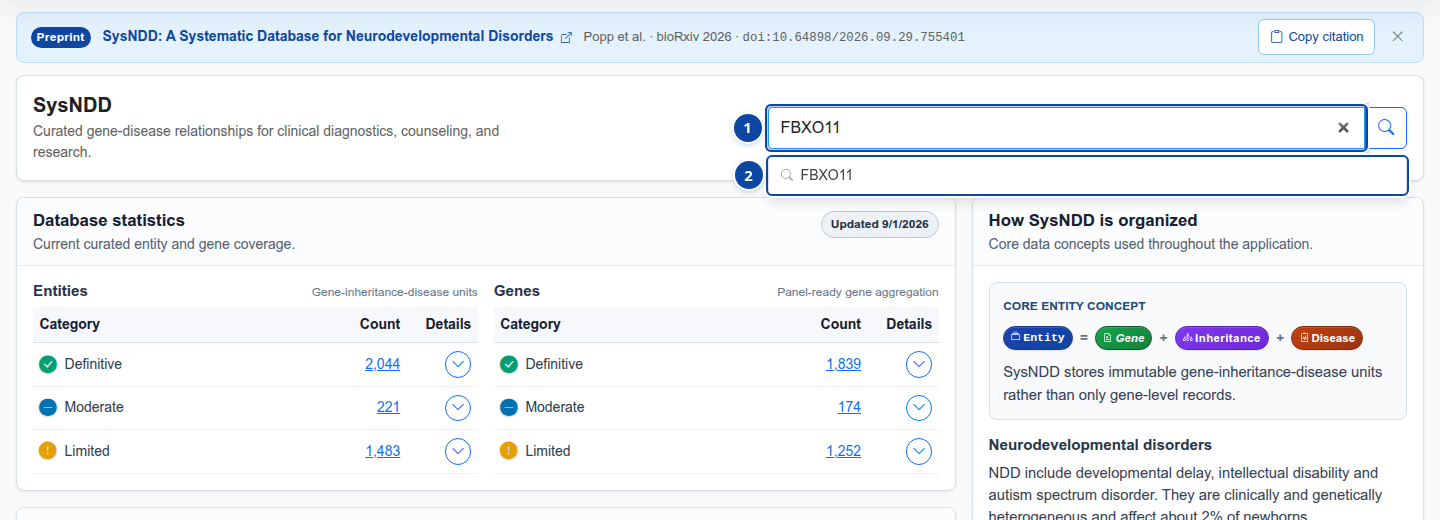 Preprint SysNDD: A Systematic Database for Neurodevelopmental Disorders Popp et al. · bioRxiv 2026 · doi:10.64898/2026.09.29.755401 Copy citation
SysNDD
Curated gene-disease relationships for clinical diagnostics, counseling, and
research.
1 FBXO11
2 FBXO11
Database statistics
Current curated entity and gene coverage.
Updated 9/1/2026
Entities Gene-inheritance-disease units
Category Count Details
Definitive 2,044
Moderate 221
Limited 1,483
Genes Panel-ready gene aggregation
Category Count Details
Definitive 1,839
Moderate 174
Limited 1,252
How SysNDD is organized
Core data concepts used throughout the application.
CORE ENTITY CONCEPT
Entity = Gene + Inheritance + Disease
SysNDD stores immutable gene-inheritance-disease units
rather than only gene-level records.
Neurodevelopmental disorders
NDD include developmental delay, intellectual disability and
autism spectrum disorder. They are clinically and genetically
heterogeneous and affect about 2% of newborns.